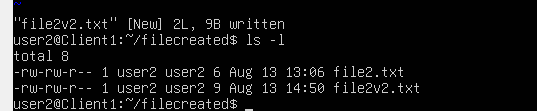 ~
"file2v2.txt" [New] 2L, 9B written
user2@Client1:~/filecreated$ ls -l
total 8
-rw-rw-r-- 1 user2 user2 6 Aug 13 13:06 file2.txt
-rw-rw-r-- 1 user2 user2 9 Aug 13 14:50 file2v2.txt
user2@Client1:~/filecreated$ _